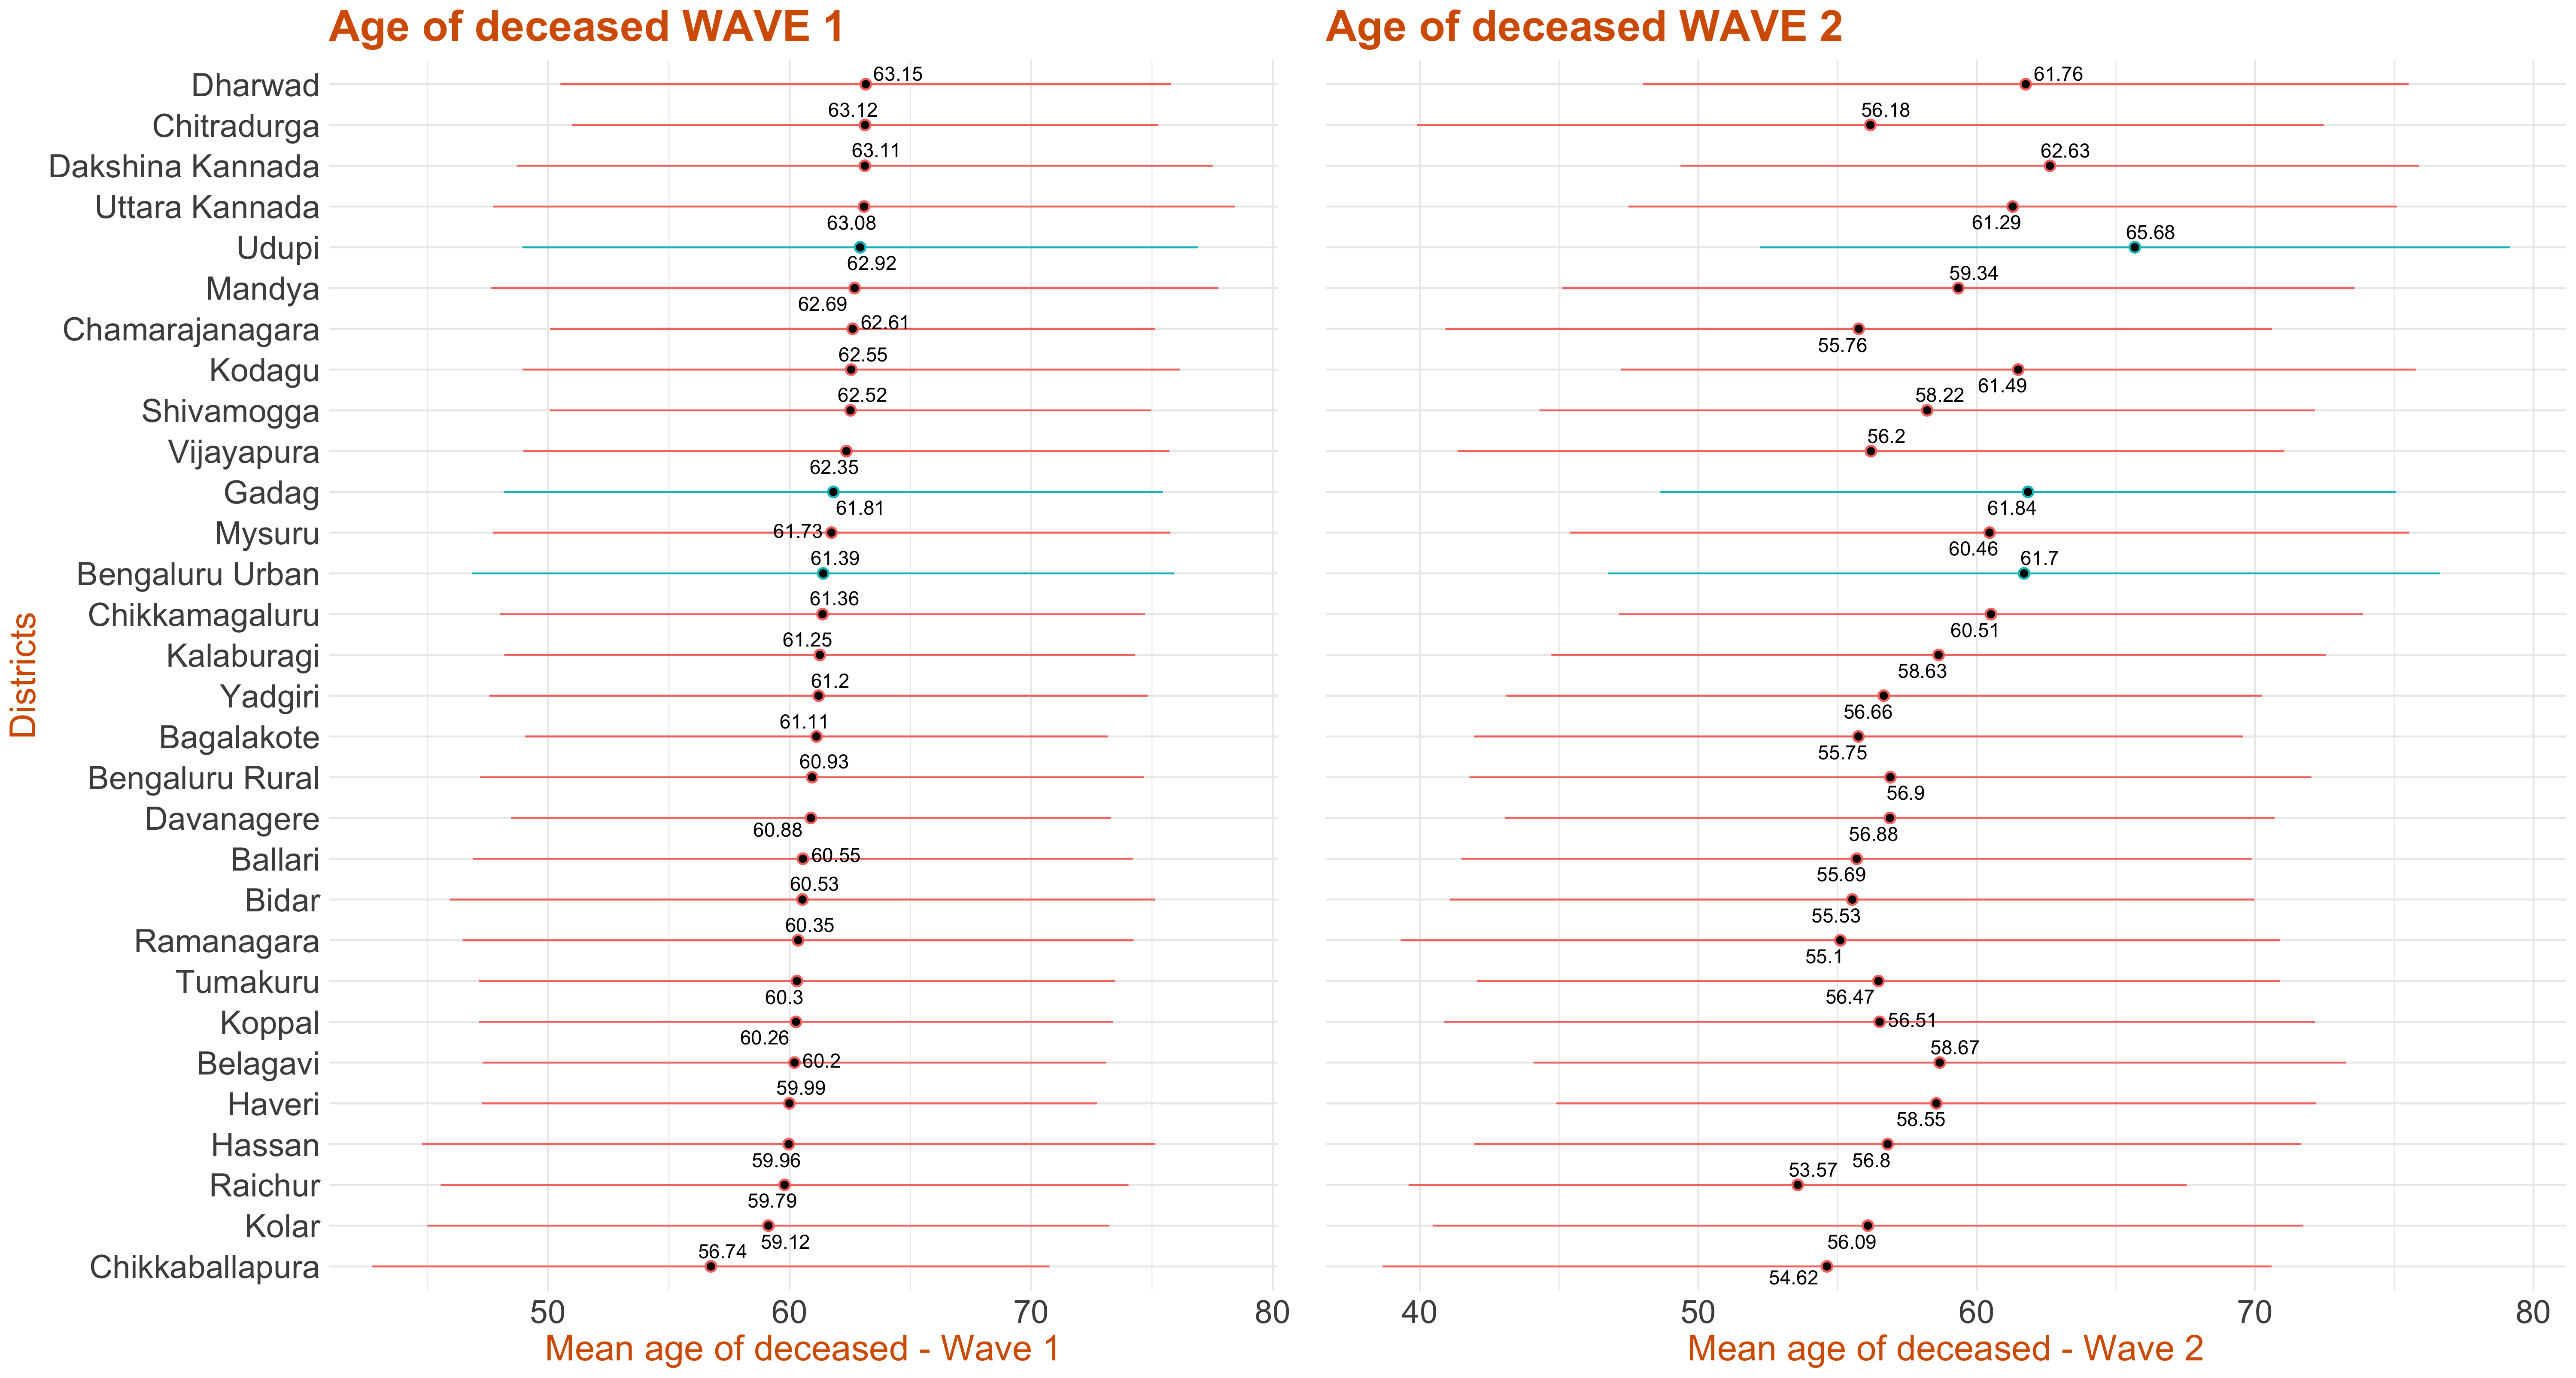 Age of deceased WAVE 1
Age of deceased WAVE 2
Districts
Dharwad 63.15 61.76
Chitradurga 63.12 56.18
Dakshina Kannada 63.11 62.63
Uttara Kannada 63.08 61.29
Udupi 62.92 65.68
Mandya 62.69 59.34
Chamarajanagara 62.61 55.76
Kodagu 62.55 61.49
Shivamogga 62.52 58.22
Vijayapura 62.35 56.2
Gadag 61.81 61.84
Mysuru 61.73 60.46
Bengaluru Urban 61.39 61.7
Chikkamagaluru 61.36 60.51
Kalaburagi 61.25 58.63
Yadgiri 61.2 56.66
Bagalakote 61.11 55.75
Bengaluru Rural 60.93 56.9
Davanagere 60.88 56.88
Ballari 60.55 55.69
Bidar 60.53 55.53
Ramanagara 60.35 55.1
Tumakuru 60.3 56.47
Koppal 60.26 56.51
Belagavi 60.2 58.67
Haveri 59.99 58.55
Hassan 59.96 56.8
Raichur 59.79 53.57
Kolar 59.12 56.09
Chikkaballapura 56.74 54.62
50 60 70 80
40 50 60 70 80
Mean age of deceased - Wave 1
Mean age of deceased - Wave 2